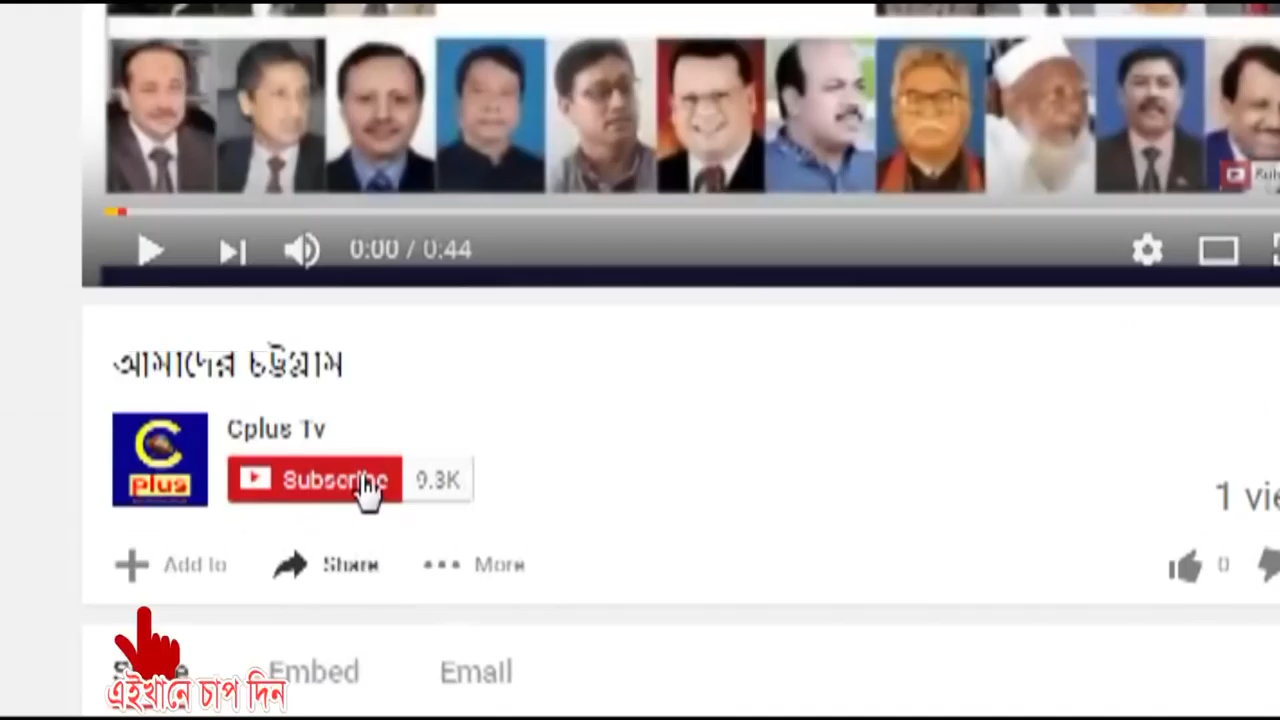 0:00 / 0:44
আমাদের চট্টগ্রাম
C
plus
Cplus Tv
Subscribe 9.3K
1
Add to Share More
0
Embed Email
এইখানে চাপ দিন